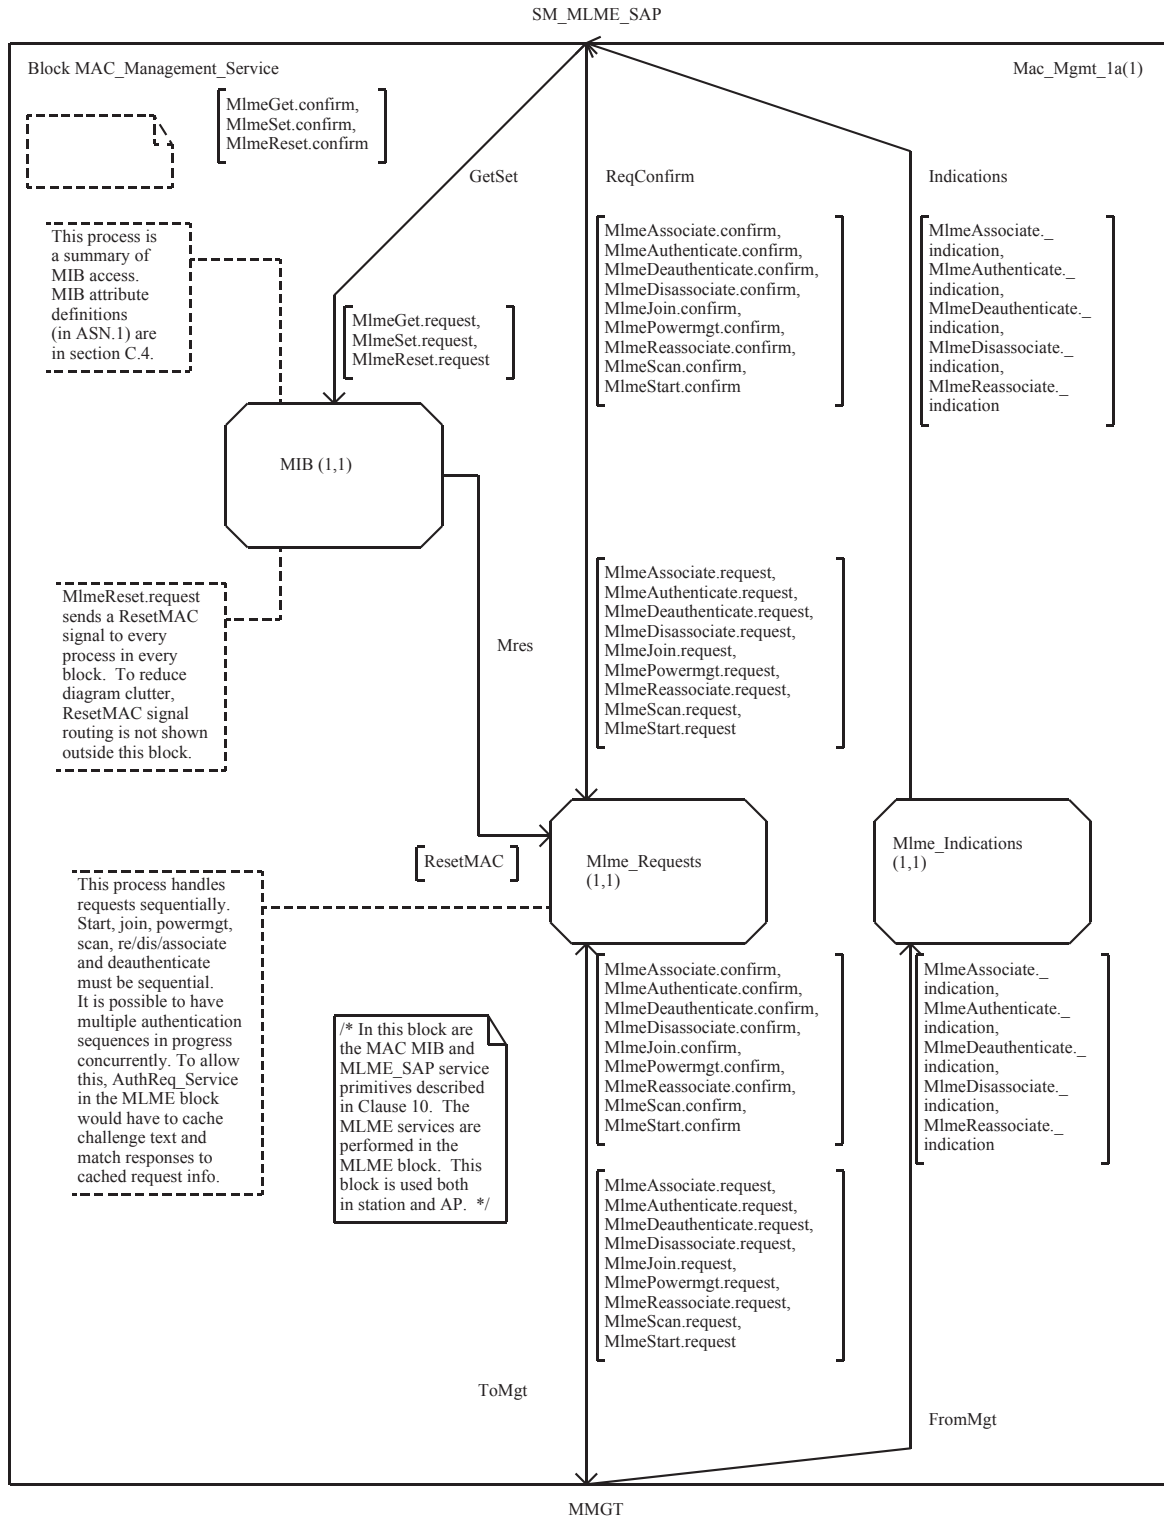 SM_MLME_SAP
Block MAC_Management_Service
Mac_Mgmt_1a(1)
MlmeGet.confirm,
MlmeSet.confirm,
MlmeReset.confirm
GetSet
ReqConfirm
Indications
This process is
a summary of
MIB access.
MIB attribute
definitions
(in ASN.1) are
in section C.4.
MlmeGet.request,
MlmeSet.request,
MlmeReset.request
MlmeAssociate.confirm,
MlmeAuthenticate.confirm,
MlmeDeauthenticate.confirm,
MlmeDisassociate.confirm,
MlmeJoin.confirm,
MlmePowermgt.confirm,
MlmeReassociate.confirm,
MlmeScan.confirm,
MlmeStart.confirm
MlmeAssociate._
indication,
MlmeAuthenticate._
indication,
MlmeDeauthenticate._
indication,
MlmeDisassociate._
indication,
MlmeReassociate._
indication
MIB (1,1)
MlmeReset.request
sends a ResetMAC
signal to every
process in every
block. To reduce
diagram clutter,
ResetMAC signal
routing is not shown
outside this block.
Mres
MlmeAssociate.request,
MlmeAuthenticate.request,
MlmeDeauthenticate.request,
MlmeDisassociate.request,
MlmeJoin.request,
MlmePowermgt.request,
MlmeReassociate.request,
MlmeScan.request,
MlmeStart.request
ResetMAC
Mlme_Requests
(1,1)
Mlme_Indications
(1,1)
This process handles
requests sequentially.
Start, join, powermgt,
scan, re/dis/associate
and deauthenticate
must be sequential.
It is possible to have
multiple authentication
sequences in progress
concurrently. To allow
this, AuthReq_Service
in the MLME block
would have to cache
challenge text and
match responses to
cached request info.
/* In this block are
the MAC MIB and
MLME_SAP service
primitives described
in Clause 10. The
MLME services are
performed in the
MLME block. This
block is used both
in station and AP. */
MlmeAssociate.confirm,
MlmeAuthenticate.confirm,
MlmeDeauthenticate.confirm,
MlmeDisassociate.confirm,
MlmeJoin.confirm,
MlmePowermgt.confirm,
MlmeReassociate.confirm,
MlmeScan.confirm,
MlmeStart.confirm
MlmeAssociate._
indication,
MlmeAuthenticate._
indication,
MlmeDeauthenticate._
indication,
MlmeDisassociate._
indication,
MlmeReassociate._
indication
MlmeAssociate.request,
MlmeAuthenticate.request,
MlmeDeauthenticate.request,
MlmeDisassociate.request,
MlmeJoin.request,
MlmePowermgt.request,
MlmeReassociate.request,
MlmeScan.request,
MlmeStart.request
ToMgt
FromMgt
MMGT